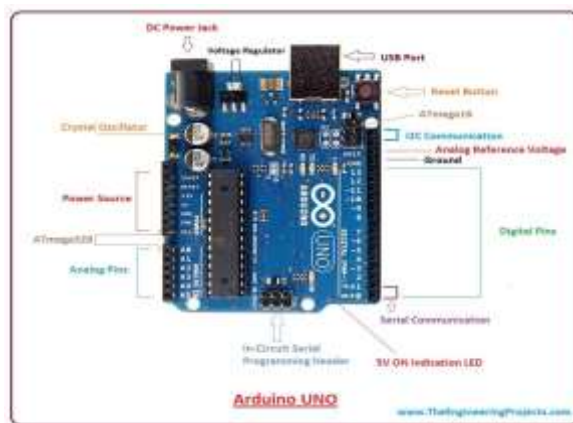 DC Power Jack
Voltage Regulator
USB Port
Reset Button
ATmega16
Crystal Oscillator
I2C Communication
Analog Reference Voltage
Ground
Power Source
ATmega328
Digital Pins
Analog Pins
Serial Communication
In-Circuit Serial
Programming Header
5V ON Indication LED
ARDUINO
UNO
Arduino UNO
www.TheEngineeringProjects.com